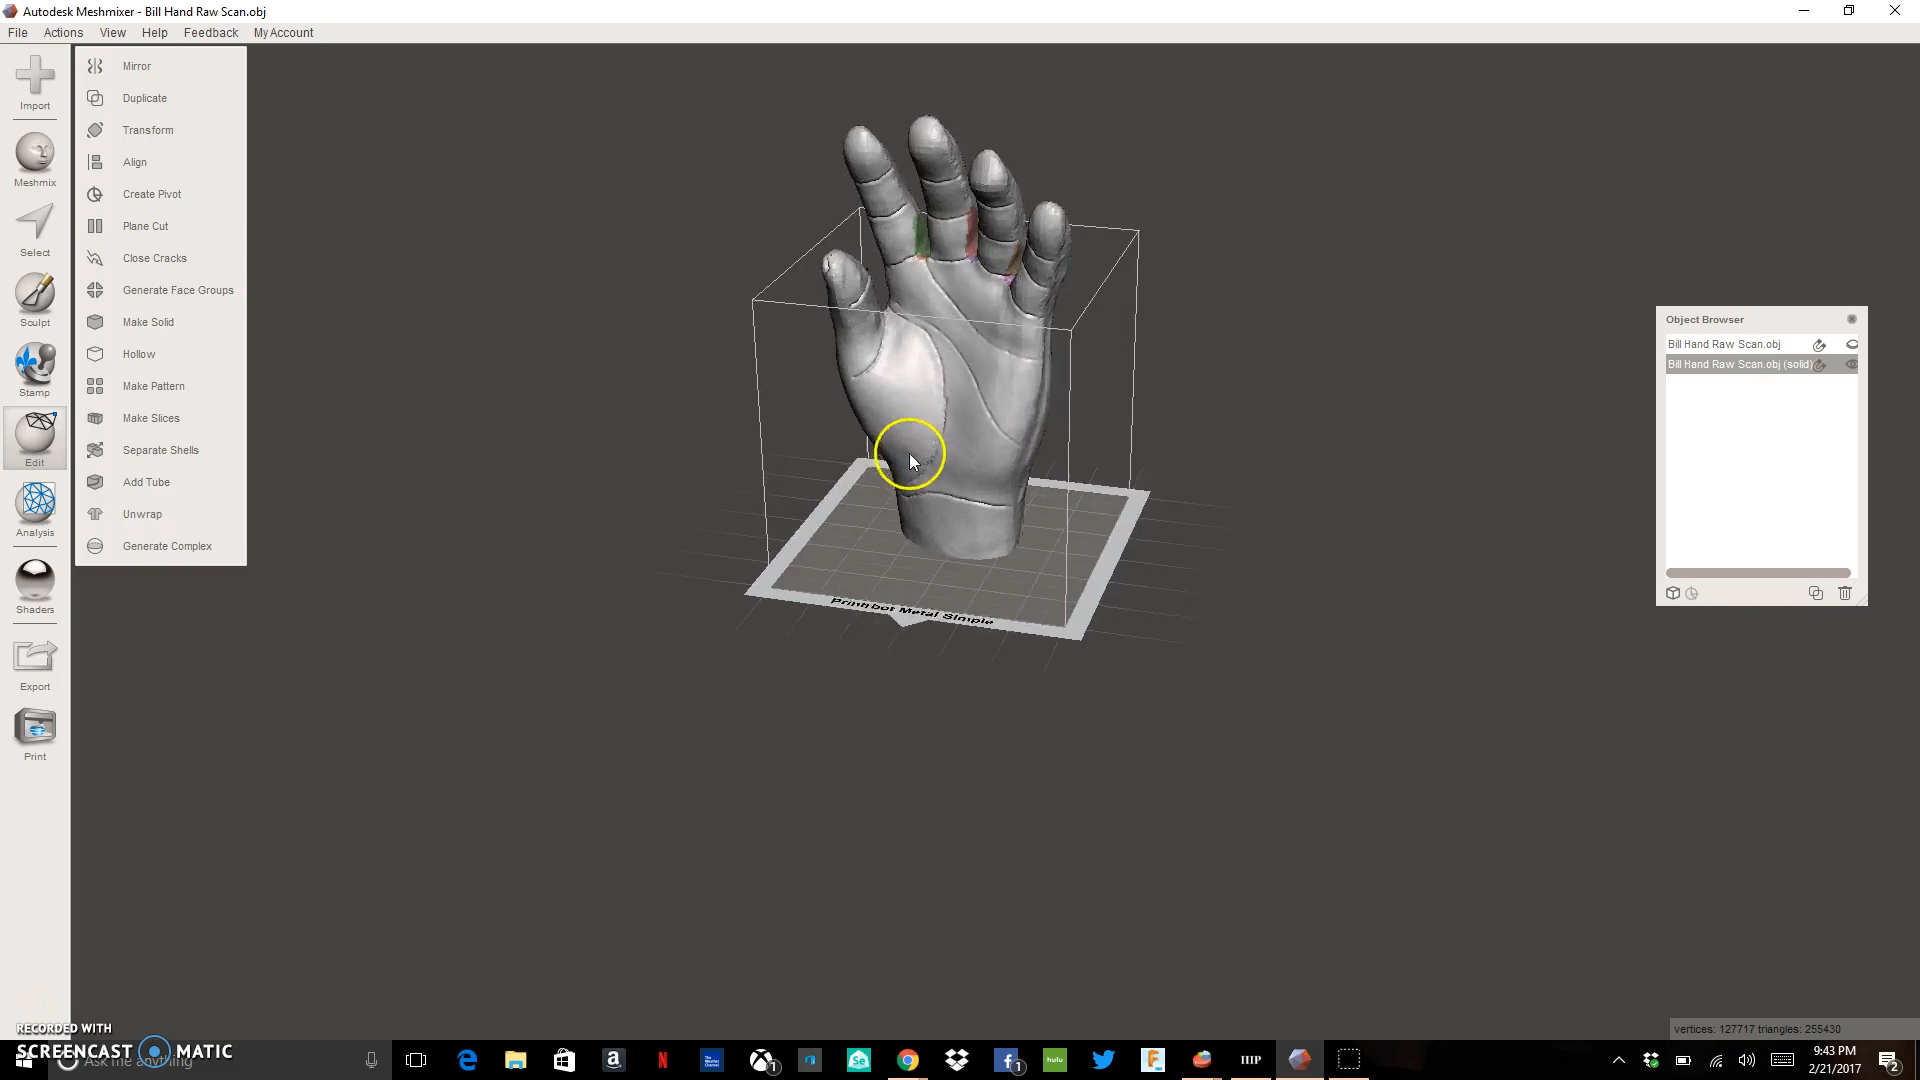 Autodesk Meshmixer - Bill Hand Raw Scan.obj
File Actions View Help Feedback My Account
Import
Meshmix
Select
Sculpt
Stamp
Edit
Analysis
Shaders
Export
Print
Mirror
Duplicate
Transform
Align
Create Pivot
Plane Cut
Close Cracks
Generate Face Groups
Make Solid
Hollow
Make Pattern
Make Slices
Separate Shells
Add Tube
Unwrap
Generate Complex
Printrbot Metal Simple
Object Browser
Bill Hand Raw Scan.obj
Bill Hand Raw Scan.obj (solid)
vertices: 127717 triangles: 255430
RECORDED WITH
SCREENCAST MATIC
Ask me anything
hulu
9:43 PM
2/21/2017